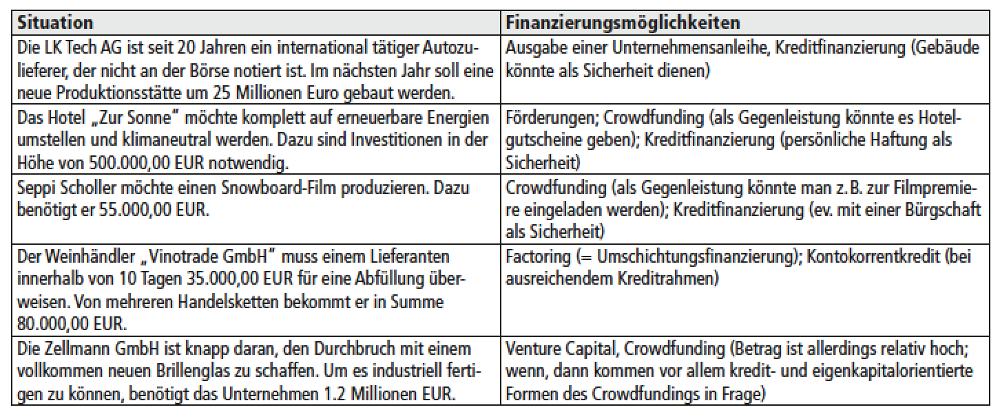 Situation
Finanzierungsmöglichkeiten
Die LK Tech AG ist seit 20 Jahren ein international tätiger Autozu-
lieferer, der nicht an der Börse notiert ist. Im nächsten Jahr soll eine
neue Produktionsstätte um 25 Millionen Euro gebaut werden.
Ausgabe einer Unternehmensanleihe, Kreditfinanzierung (Gebäude
könnte als Sicherheit dienen)
Das Hotel „Zur Sonne“ möchte komplett auf erneuerbare Energien
umstellen und klimaneutral werden. Dazu sind Investitionen in der
Höhe von 500.000,00 EUR notwendig.
Förderungen; Crowdfunding (als Gegenleistung könnte es Hotel-
gutscheine geben); Kreditfinanzierung (persönliche Haftung als
Sicherheit)
Seppi Scholler möchte einen Snowboard-Film produzieren. Dazu
benötigt er 55.000,00 EUR.
Crowdfunding (als Gegenleistung könnte man z. B. zur Filmpremie-
re eingeladen werden); Kreditfinanzierung (ev. mit einer Bürgschaft
als Sicherheit)
Der Weinhändler „Vinotrade GmbH“ muss einem Lieferanten
innerhalb von 10 Tagen 35.000,00 EUR für eine Abfüllung über-
weisen. Von mehreren Handelsketten bekommt er in Summe
80.000,00 EUR.
Factoring (= Umschichtungsfinanzierung); Kontokorrentkredit (bei
ausreichendem Kreditrahmen)
Die Zellmann GmbH ist knapp daran, den Durchbruch mit einem
vollkommen neuen Brillenglas zu schaffen. Um es industriell ferti-
gen zu können, benötigt das Unternehmen 1.2 Millionen EUR.
Venture Capital, Crowdfunding (Betrag ist allerdings relativ hoch;
wenn, dann kommen vor allem kredit- und eigenkapitalorientierte
Formen des Crowdfundings in Frage)